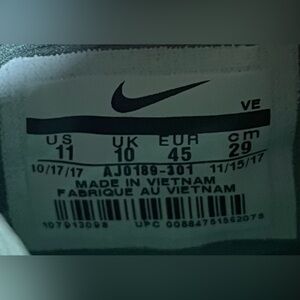 VE
US UK EUR cm
11 10 45 29
10/17/17 AJ0189-301 11/15/17
MADE IN VIETNAM
FABRIQUE AU VIETNAM
107913098 UPC 00884751562075